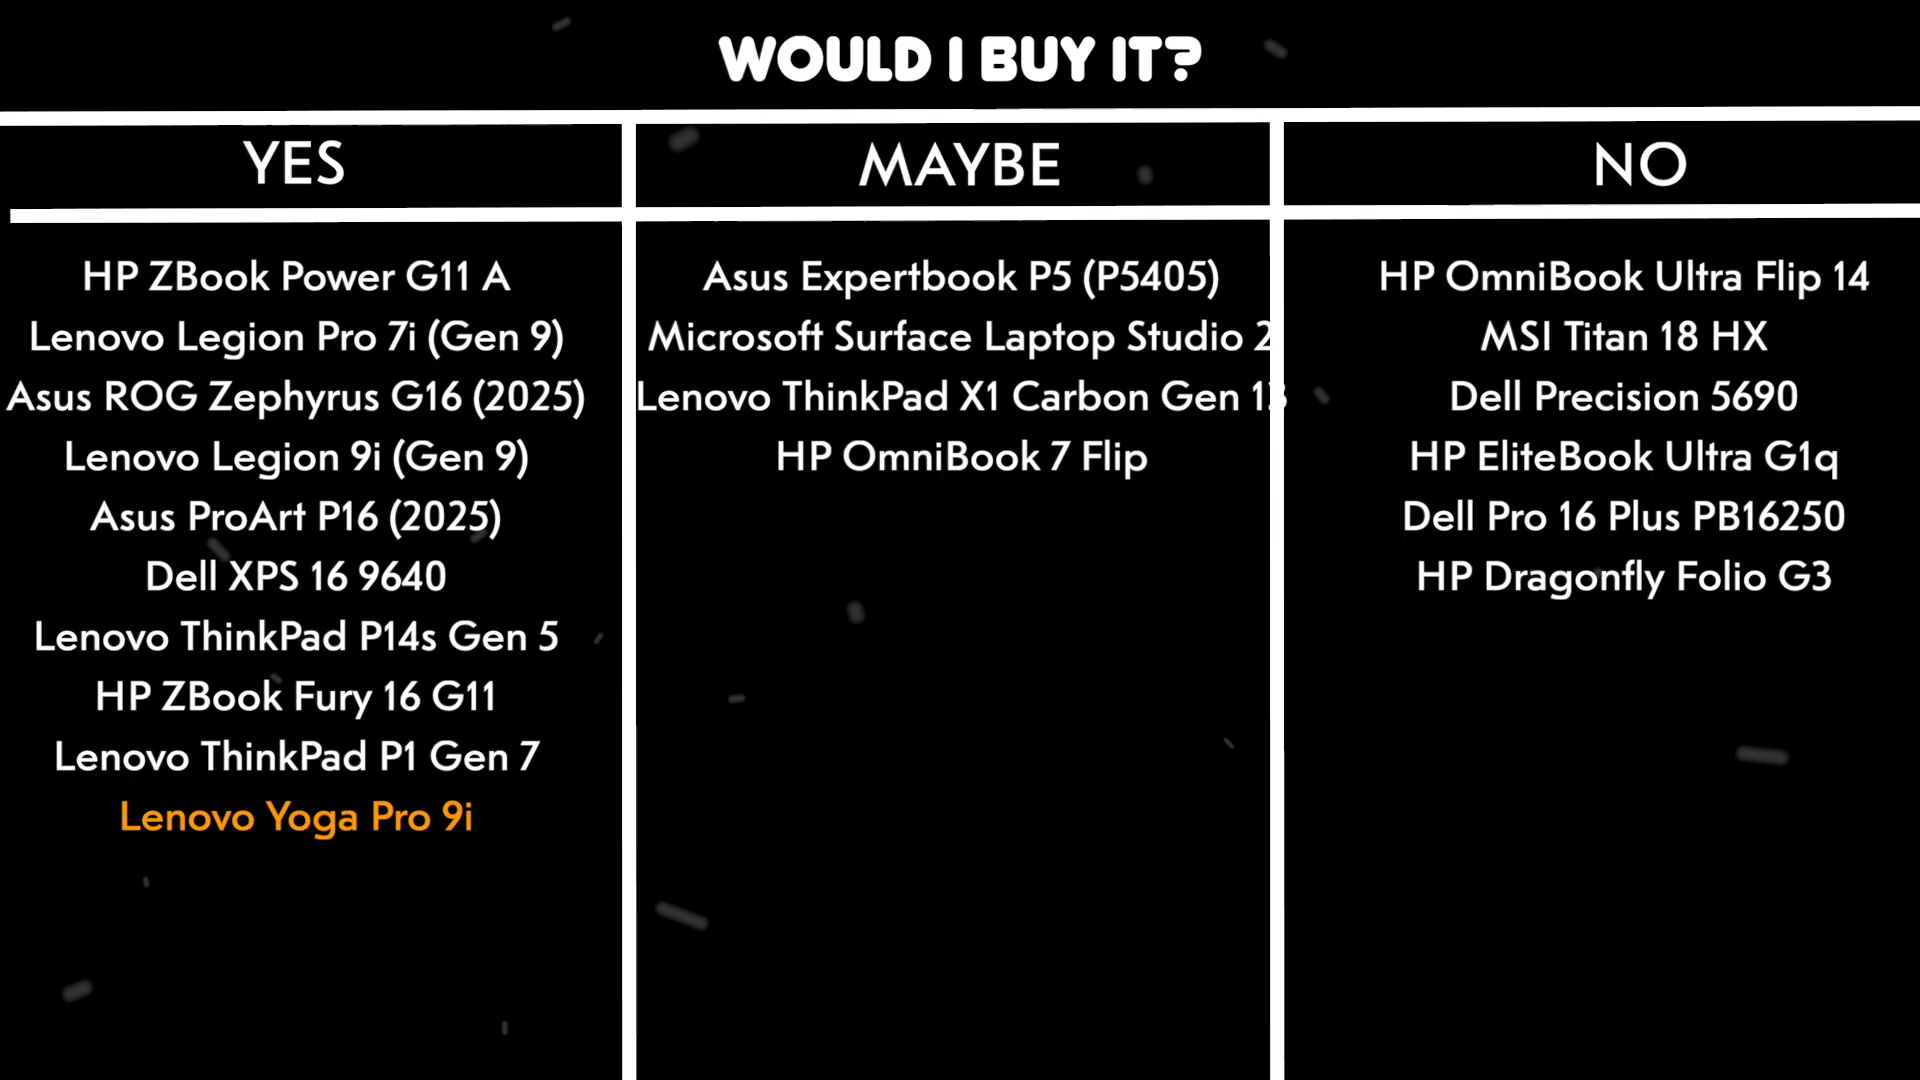 WOULD I BUY IT?
YES
MAYBE
NO
HP ZBook Power G11 A
Lenovo Legion Pro 7i (Gen 9)
Asus ROG Zephyrus G16 (2025)
Lenovo Legion 9i (Gen 9)
Asus ProArt P16 (2025)
Dell XPS 16 9640
Lenovo ThinkPad P14s Gen 5
HP ZBook Fury 16 G11
Lenovo ThinkPad P1 Gen 7
Lenovo Yoga Pro 9i
Asus Expertbook P5 (P5405)
Microsoft Surface Laptop Studio 2
Lenovo ThinkPad X1 Carbon Gen 13
HP OmniBook 7 Flip
HP OmniBook Ultra Flip 14
MSI Titan 18 HX
Dell Precision 5690
HP EliteBook Ultra G1q
Dell Pro 16 Plus PB16250
HP Dragonfly Folio G3